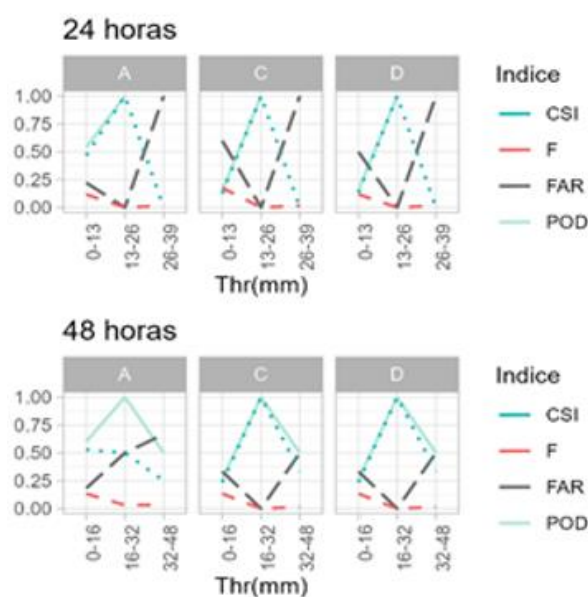 24 horas
A C D
1.00
0.75
0.50
0.25
0.00
0-13 13-26 26-39 0-13 13-26 26-39 0-13 13-26 26-39
Thr(mm)
Indice
CSI
F
FAR
POD
48 horas
A C D
1.00
0.75
0.50
0.25
0.00
0-16 16-32 32-48 0-16 16-32 32-48 0-16 16-32 32-48
Thr(mm)
Indice
CSI
F
FAR
POD